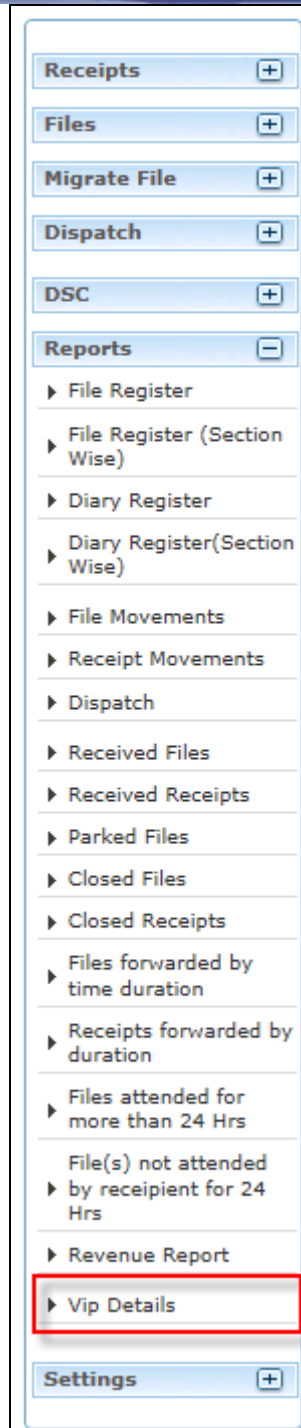 Receipts
Files
Migrate File
Dispatch
DSC
Reports
File Register
File Register (Section
Wise)
Diary Register
Diary Register(Section
Wise)
File Movements
Receipt Movements
Dispatch
Received Files
Received Receipts
Parked Files
Closed Files
Closed Receipts
Files forwarded by
time duration
Receipts forwarded by
duration
Files attended for
more than 24 Hrs
File(s) not attended
by receipient for 24
Hrs
Revenue Report
Vip Details
Settings